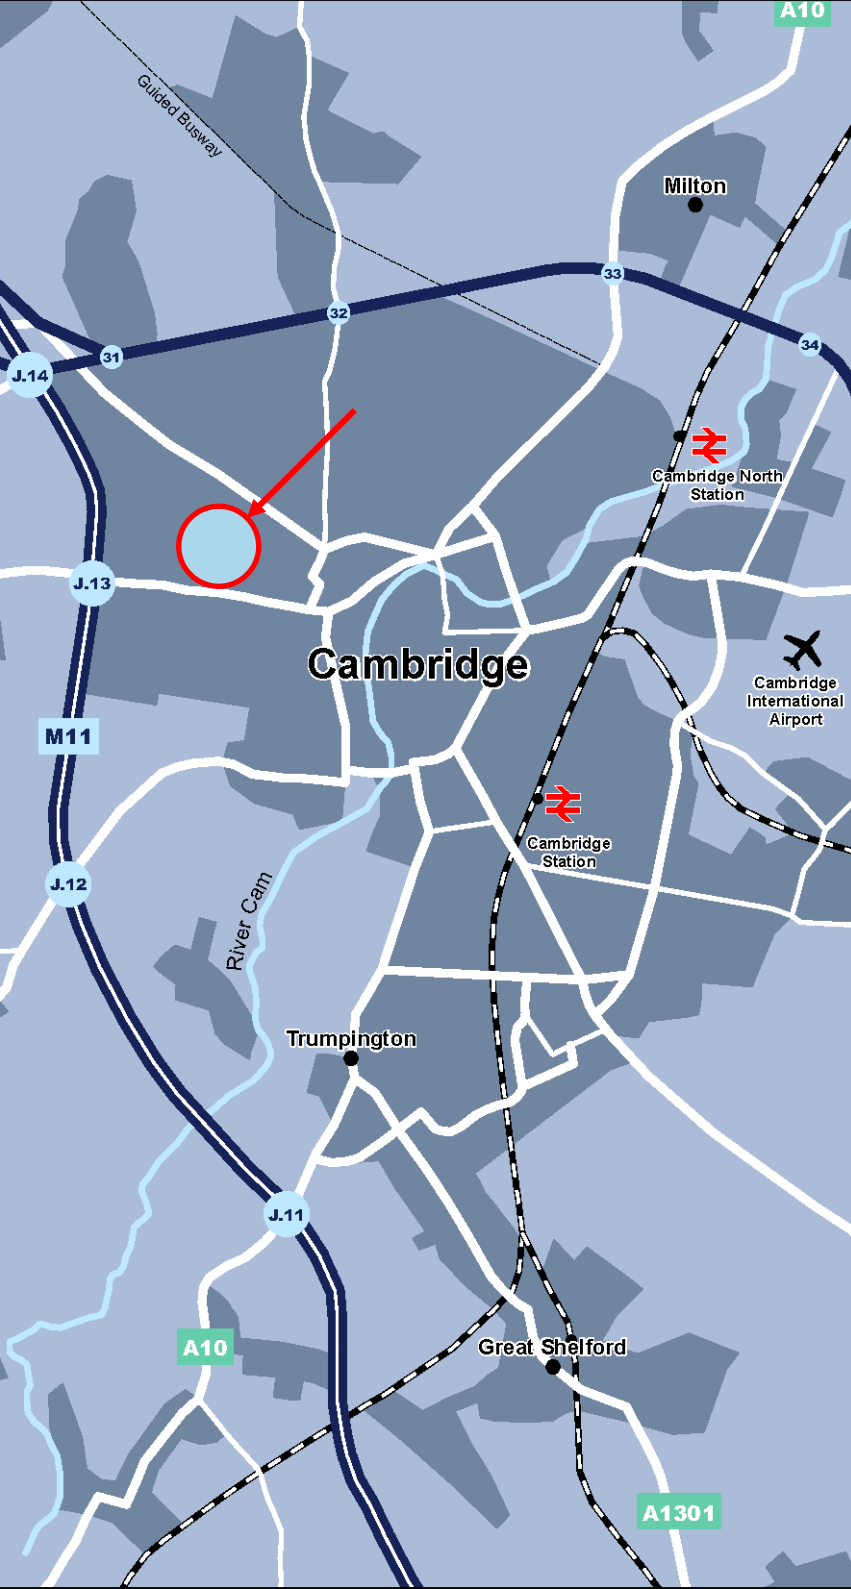 A10
Guided Busway
Milton
33
32
34
31
J.14
Cambridge North
Station
J.13
Cambridge
Cambridge
International
Airport
M11
Cambridge
Station
J.12
River Cam
Trumpington
J.11
A10
Great Shelford
A1301